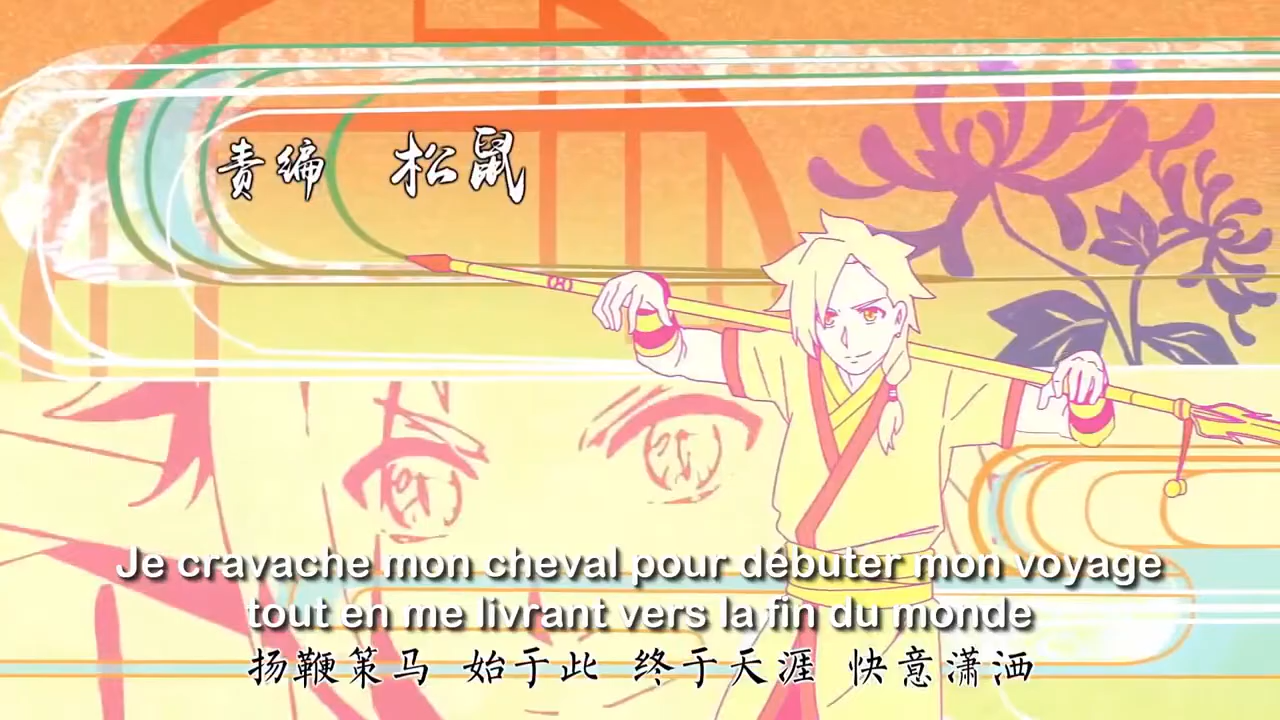 责编 松鼠
Je cravache mon cheval pour débuter mon voyage
tout en me livrant vers la fin du monde
扬鞭策马 始于此 终于天涯 快意潇洒